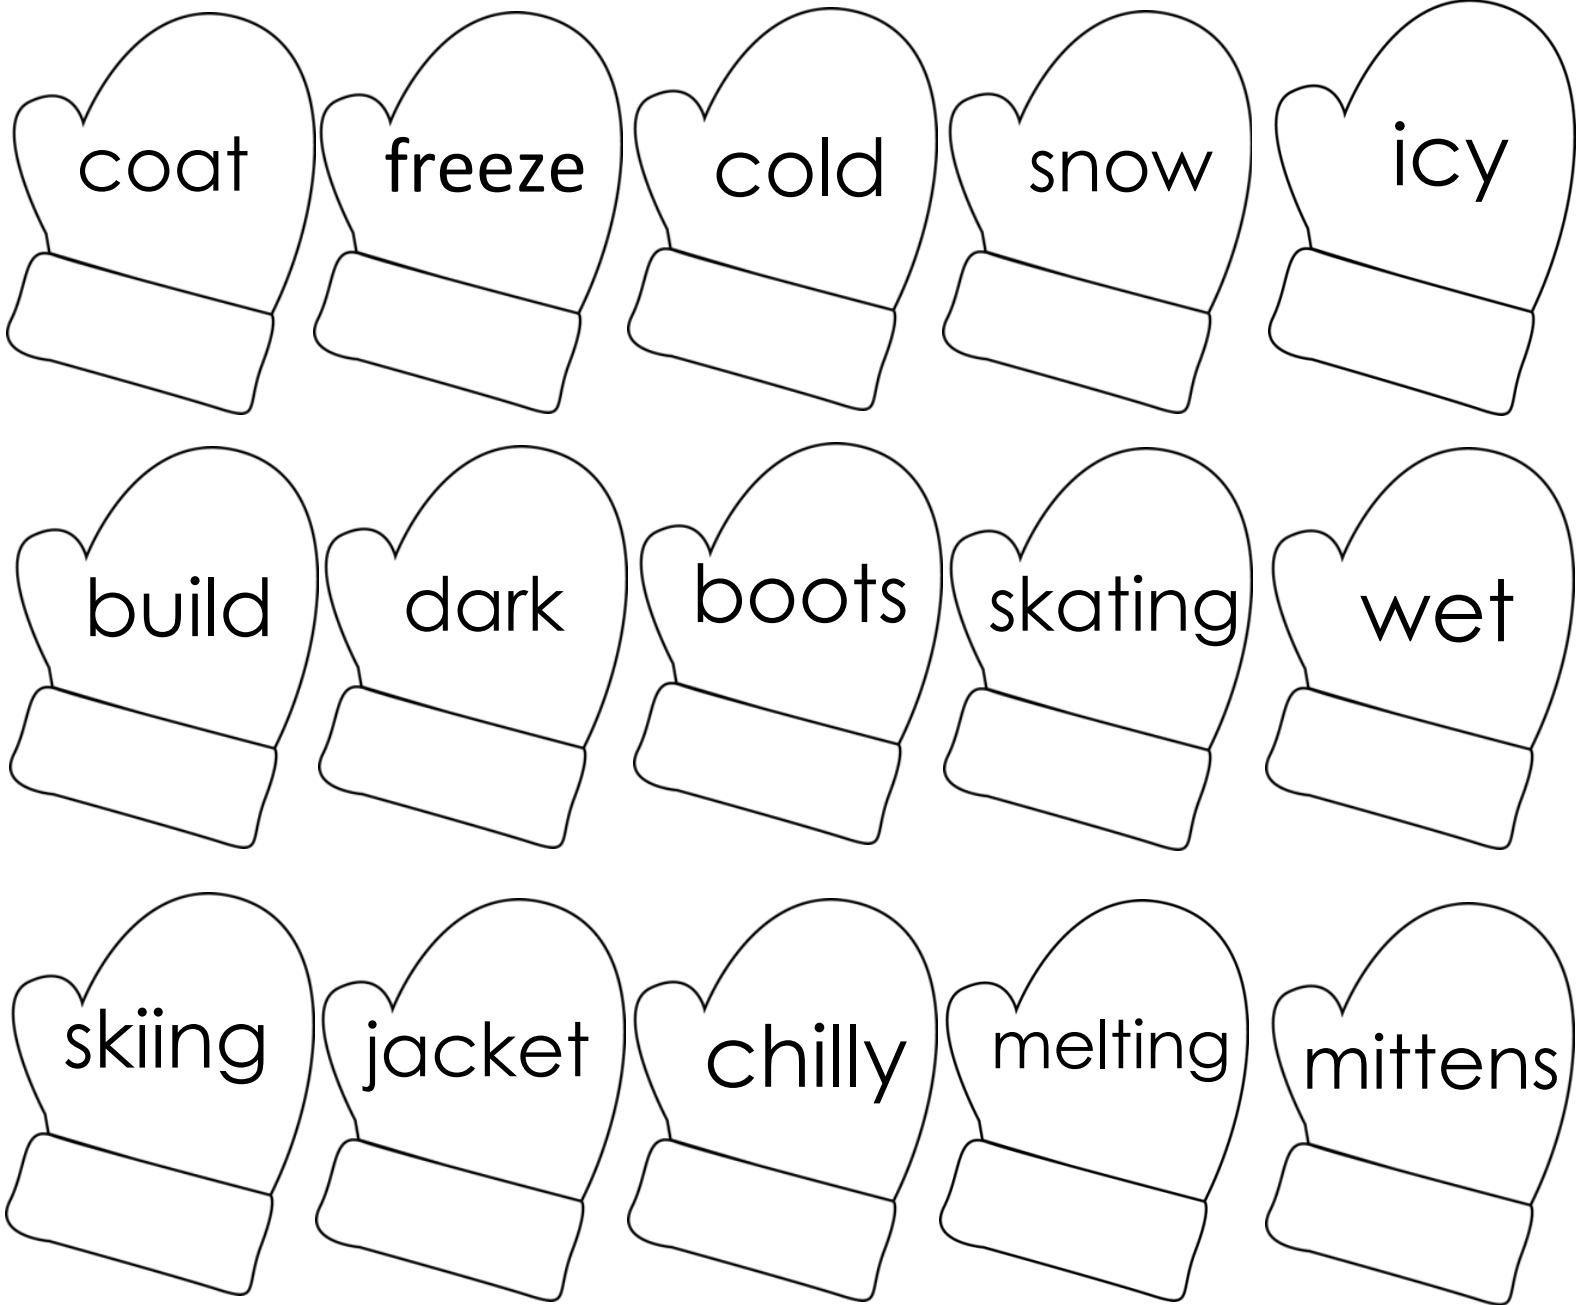 coat freeze cold snow icy
build dark boots skating wet
skiing jacket chilly melting mittens